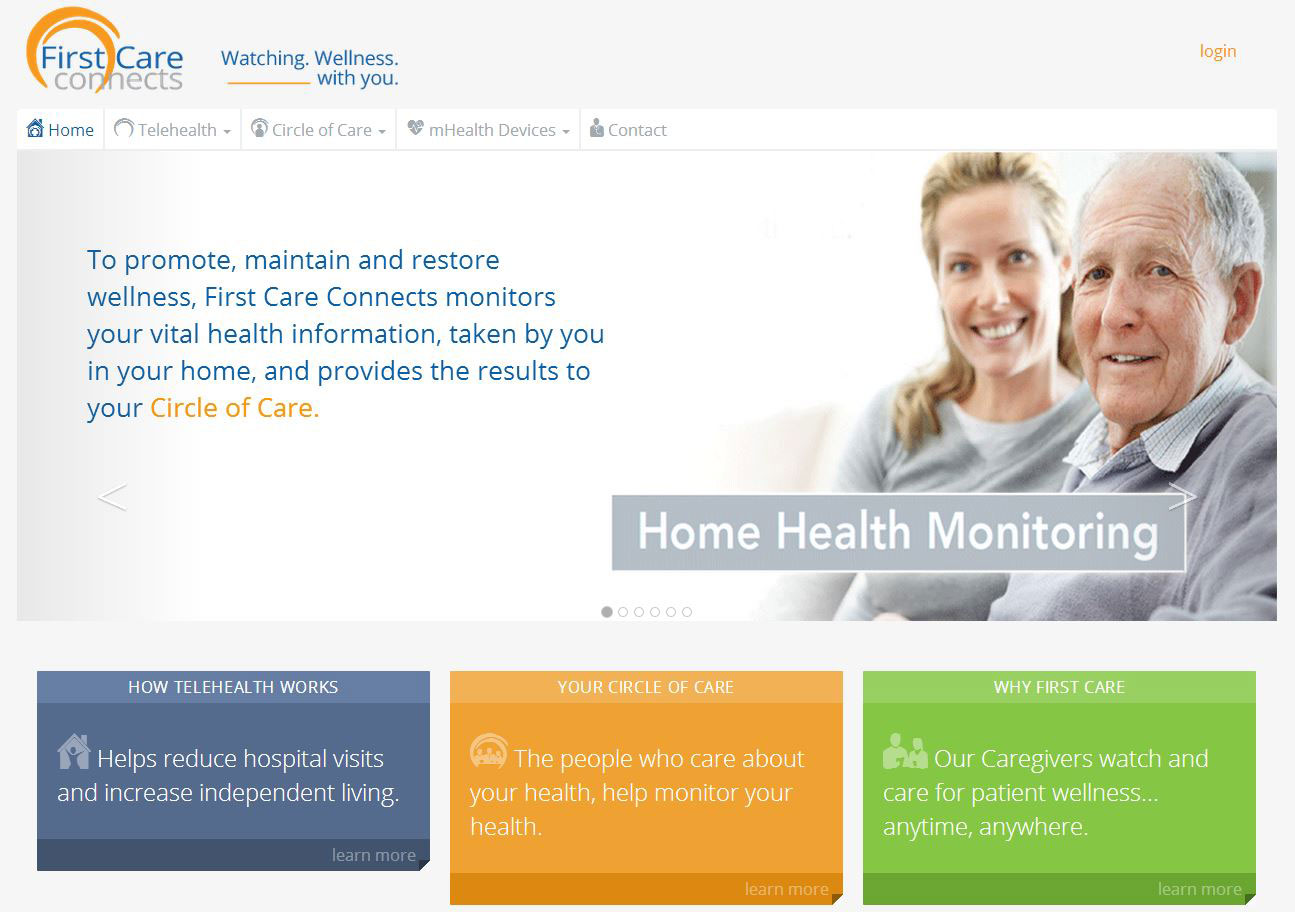 First Care
connects
Watching. Wellness.
with you.
login
Home
Telehealth
Circle of Care
mHealth Devices
Contact
To promote, maintain and restore
wellness, First Care Connects monitors
your vital health information, taken by you
in your home, and provides the results to
your Circle of Care.
Home Health Monitoring
HOW TELEHEALTH WORKS
Helps reduce hospital visits
and increase independent living.
learn more
YOUR CIRCLE OF CARE
The people who care about
your health, help monitor your
health.
learn more
WHY FIRST CARE
Our Caregivers watch and
care for patient wellness...
anytime, anywhere.
learn more